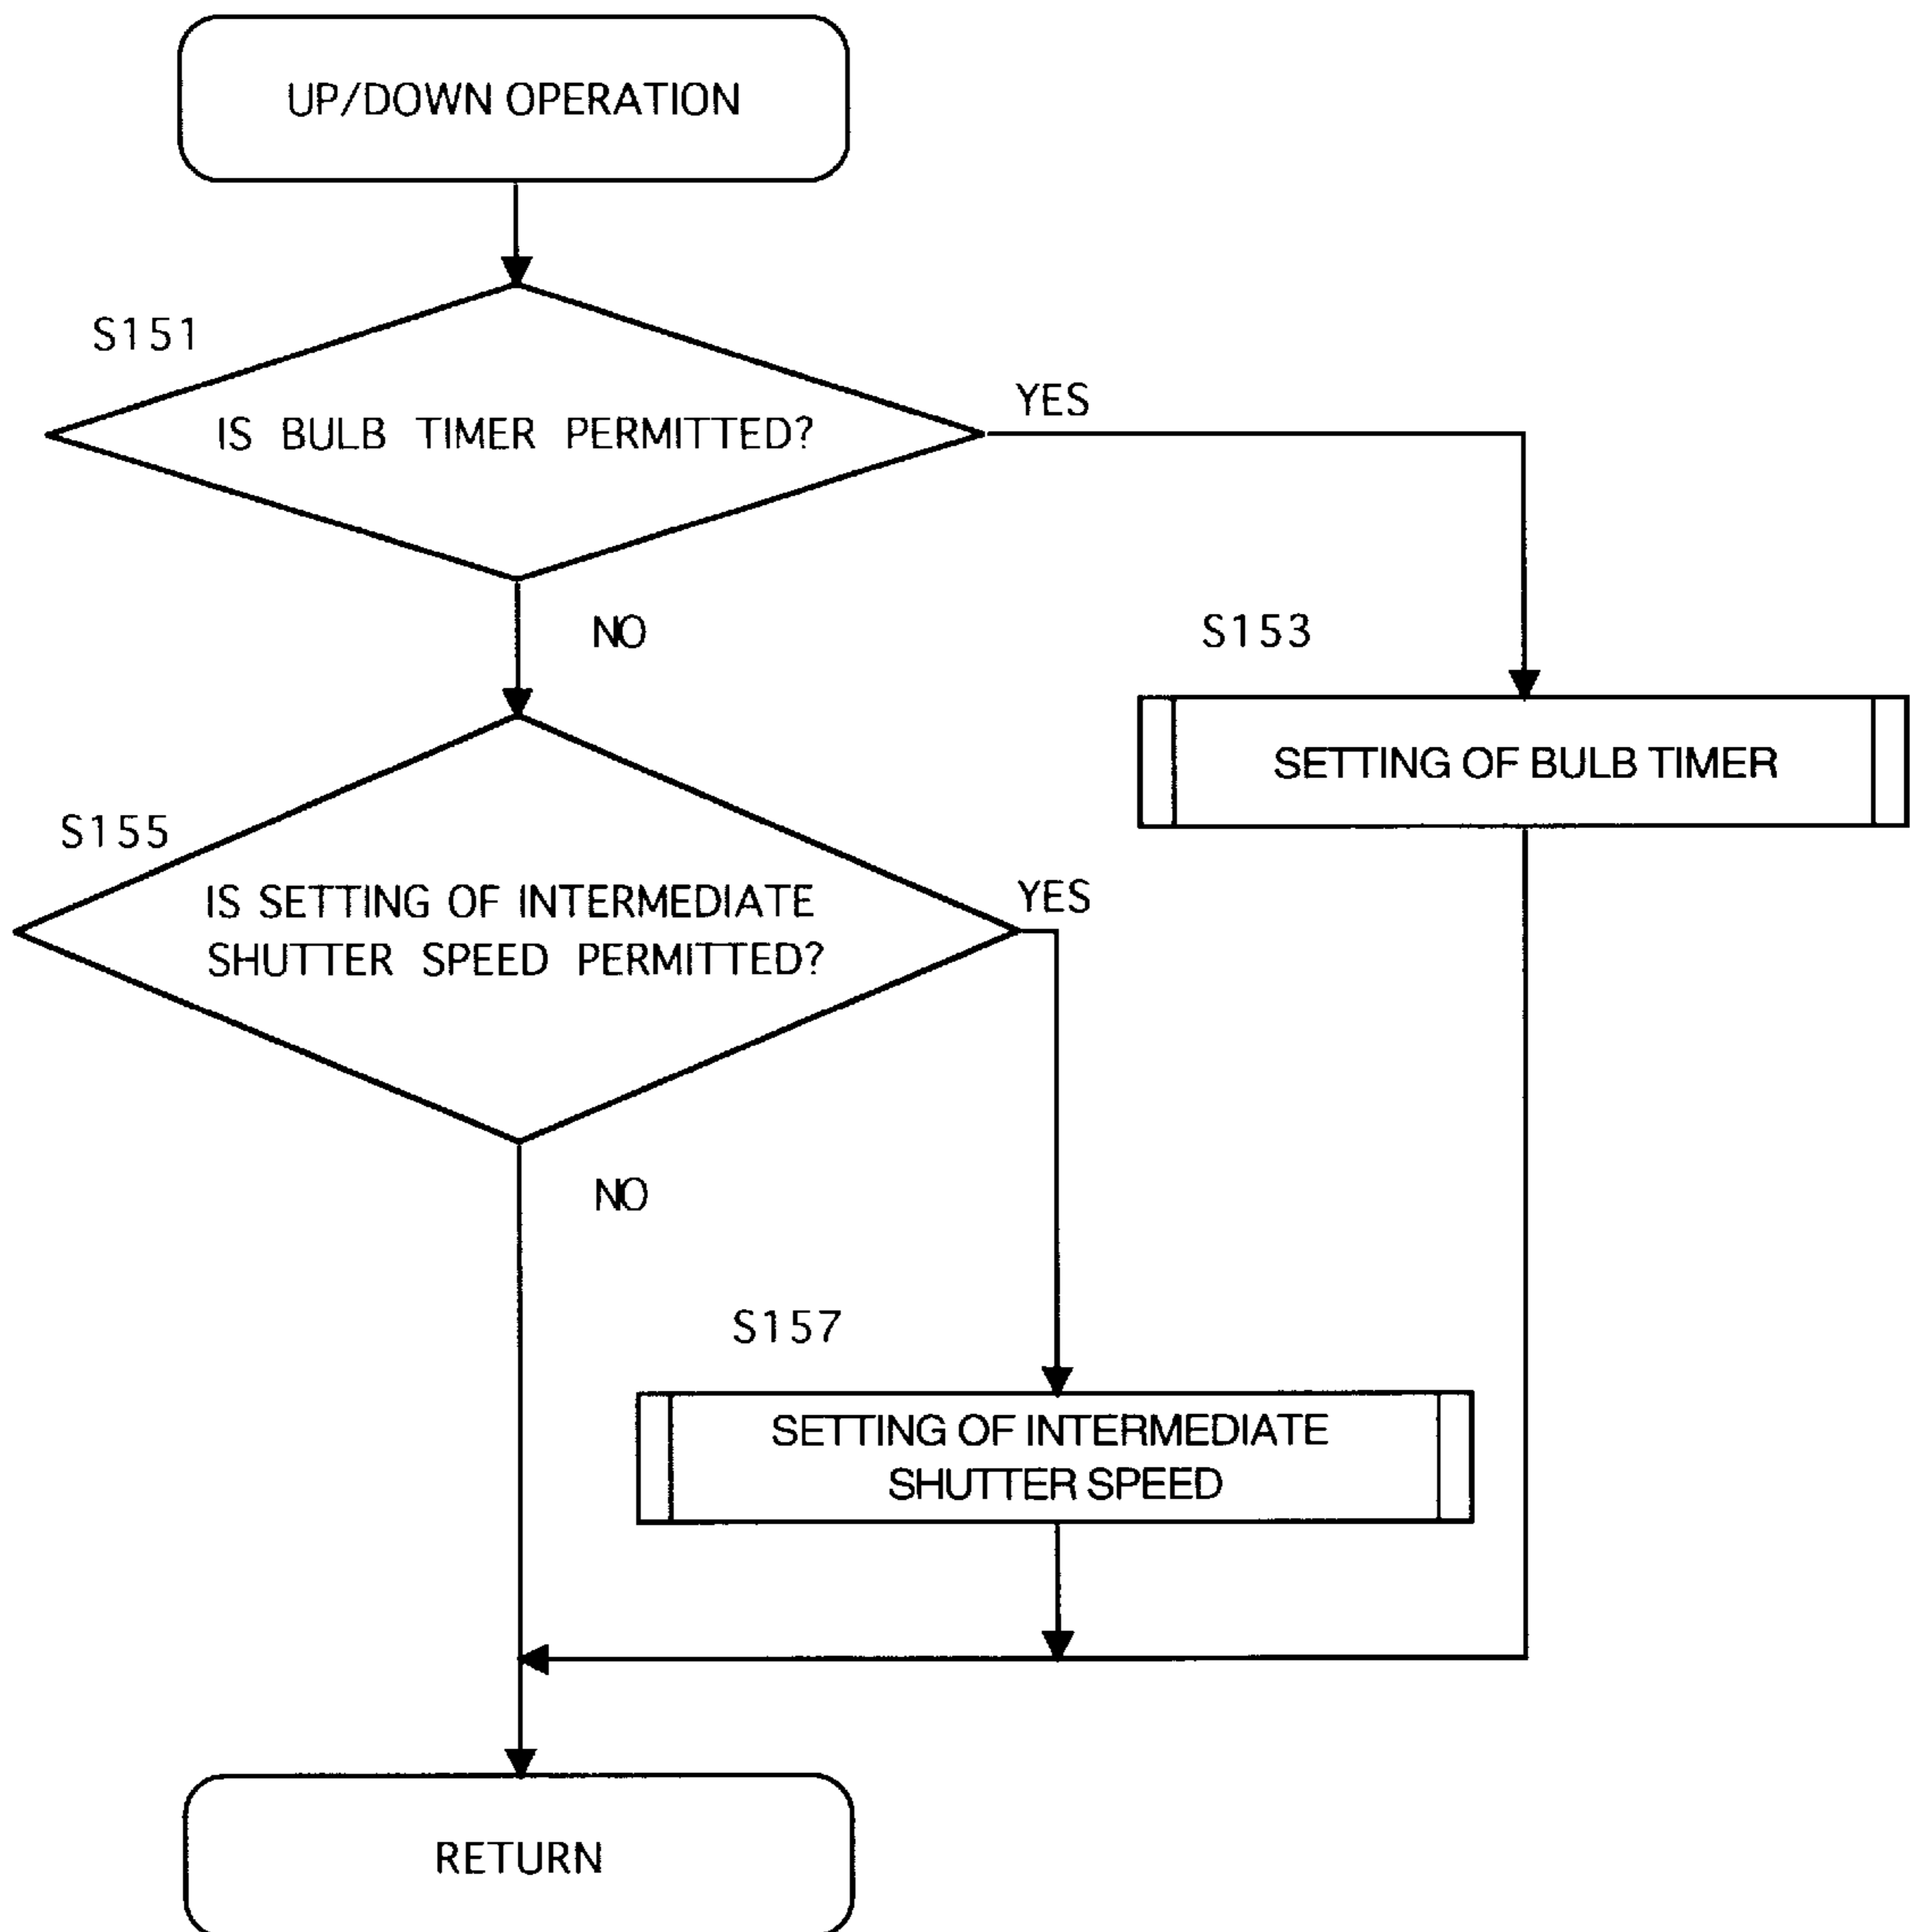 UP/DOWN OPERATION
S151
IS BULB TIMER PERMITTED?
YES
NO
S153
SETTING OF BULB TIMER
S155
IS SETTING OF INTERMEDIATE
SHUTTER SPEED PERMITTED?
YES
NO
S157
SETTING OF INTERMEDIATE
SHUTTER SPEED
RETURN